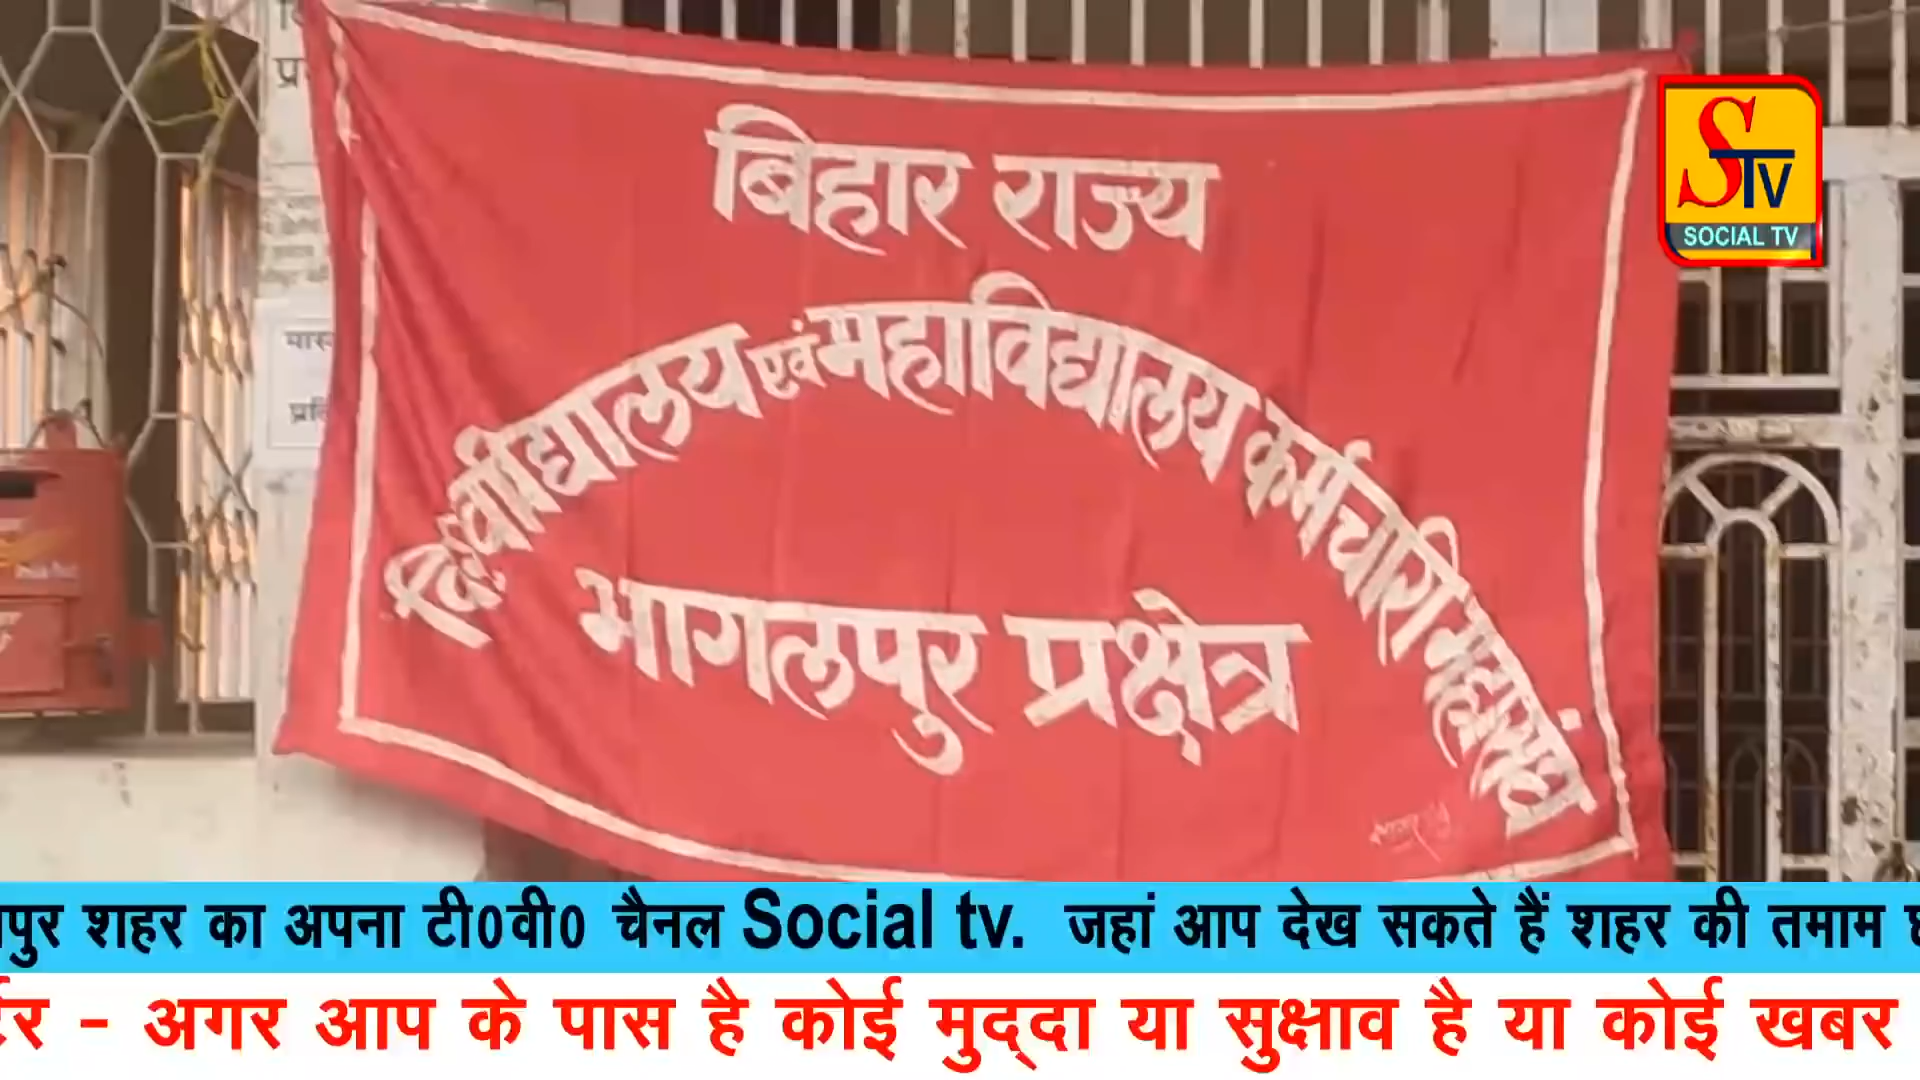 बिहार राज्य
विश्वीद्यालय एवं महाविद्यालय कर्मचारी महासंघ
भागलपुर प्रक्षेत्र
STV
SOCIAL TV
मास्
प्रति
पुर शहर का अपना टी0वी0 चैनल Social tv. जहां आप देख सकते हैं शहर की तमाम
र - अगर आप के पास है कोई मुद्दा या सुक्षाव है या कोई खबर